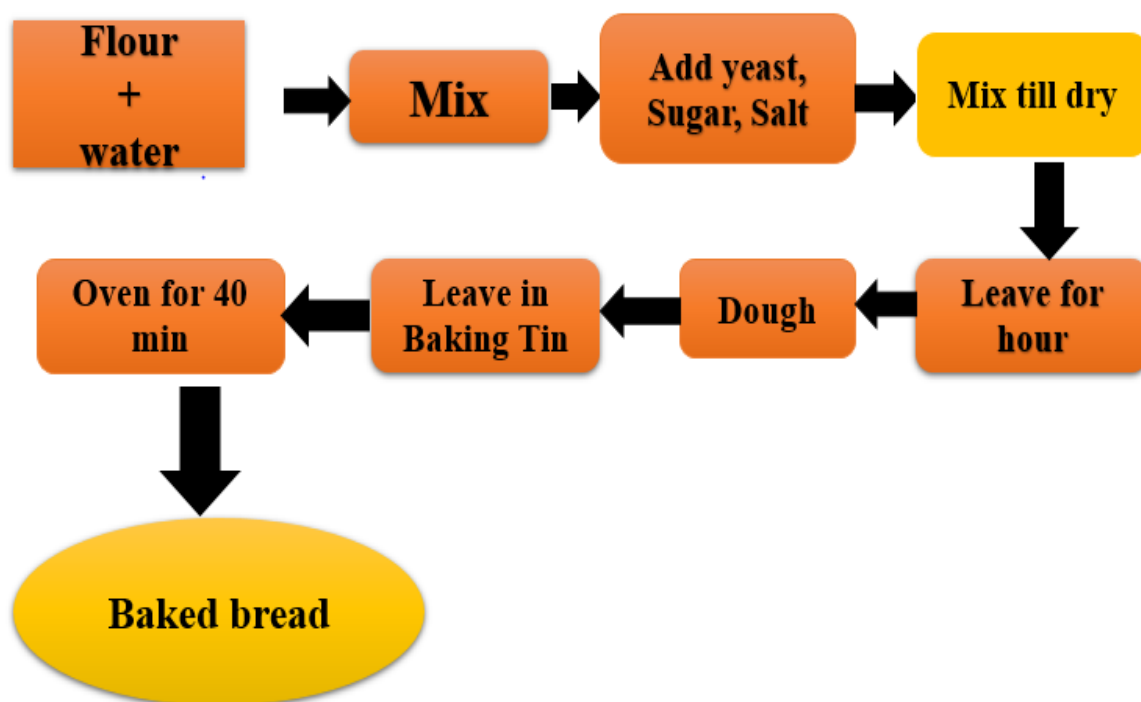 Flour
+
water
Mix
Add yeast,
Sugar, Salt
Mix till dry
Leave for
hour
Dough
Leave in
Baking Tin
Oven for 40
min
Baked bread